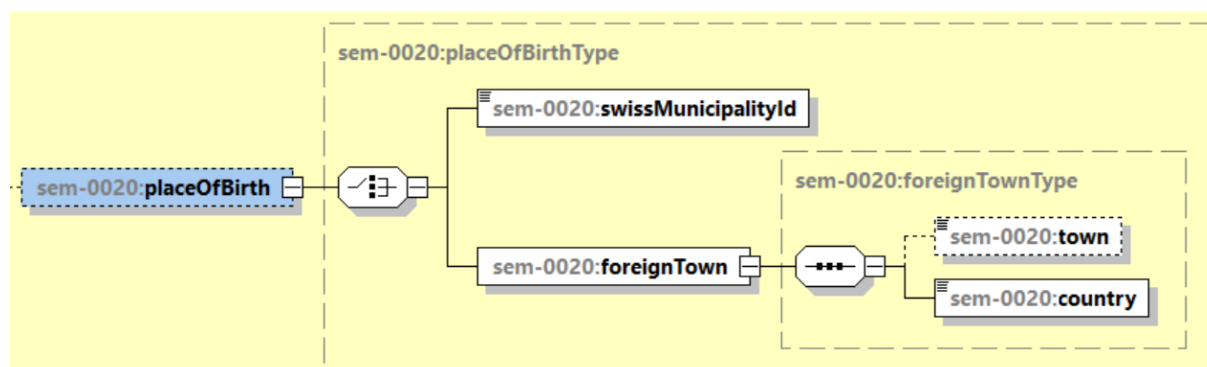 sem-0020:placeOfBirthType
sem-0020:swissMunicipalityId
sem-0020:placeOfBirth
sem-0020:foreignTownType
sem-0020:town
sem-0020:foreignTown
sem-0020:country